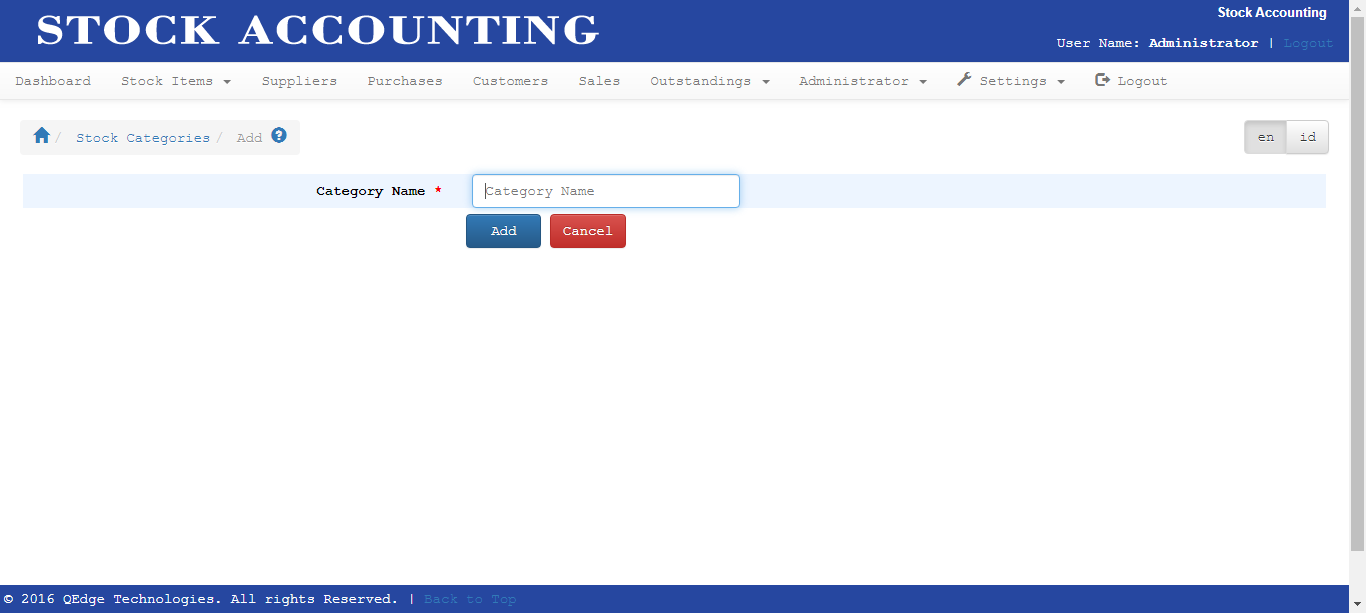 STOCK ACCOUNTING
Stock Accounting
User Name: Administrator | Logout
Dashboard Stock Items Suppliers Purchases Customers Sales Outstandings Administrator Settings Logout
/ Stock Categories / Add ?
en id
Category Name * Category Name
Add Cancel
© 2016 QEdge Technologies. All rights Reserved. | Back to Top